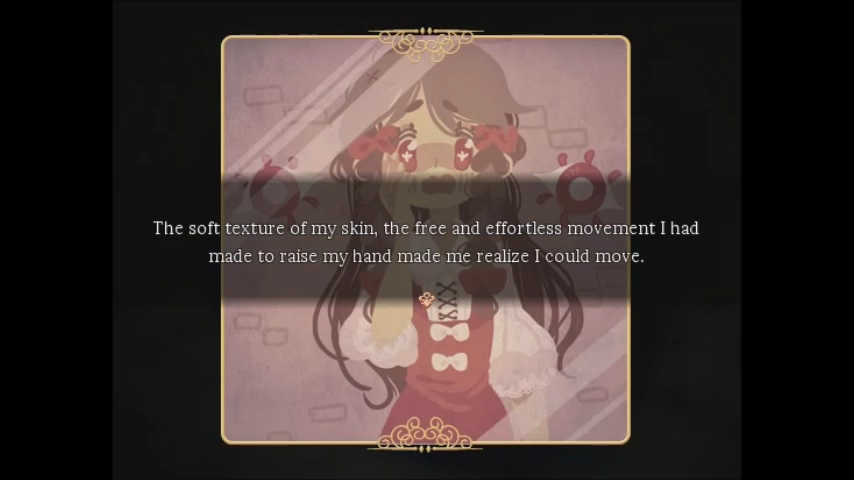 The soft texture of my skin, the free and effortless movement I had
made to raise my hand made me realize I could move.